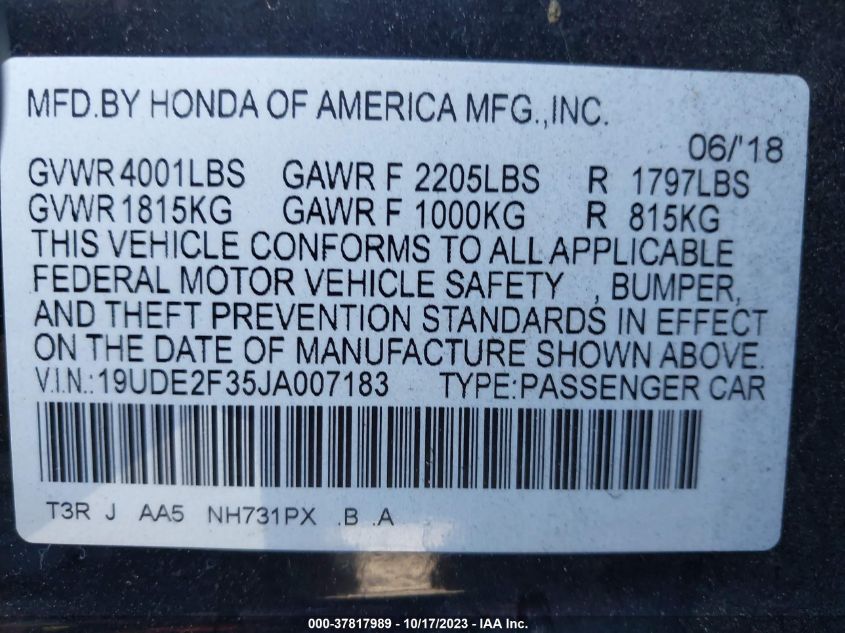 MFD.BY HONDA OF AMERICA MFG.,INC.
06/'18
GVWR 4001LBS GAWR F 2205LBS R 1797LBS
GVWR 1815KG GAWR F 1000KG R 815KG
THIS VEHICLE CONFORMS TO ALL APPLICABLE
FEDERAL MOTOR VEHICLE SAFETY , BUMPER,
AND THEFT PREVENTION STANDARDS IN EFFECT
ON THE DATE OF MANUFACTURE SHOWN ABOVE.
V.I.N.: 19UDE2F35JA007183 TYPE:PASSENGER CAR
T3R J AA5 NH731PX .B .A
000-37817989 - 10/17/2023 - IAA Inc.